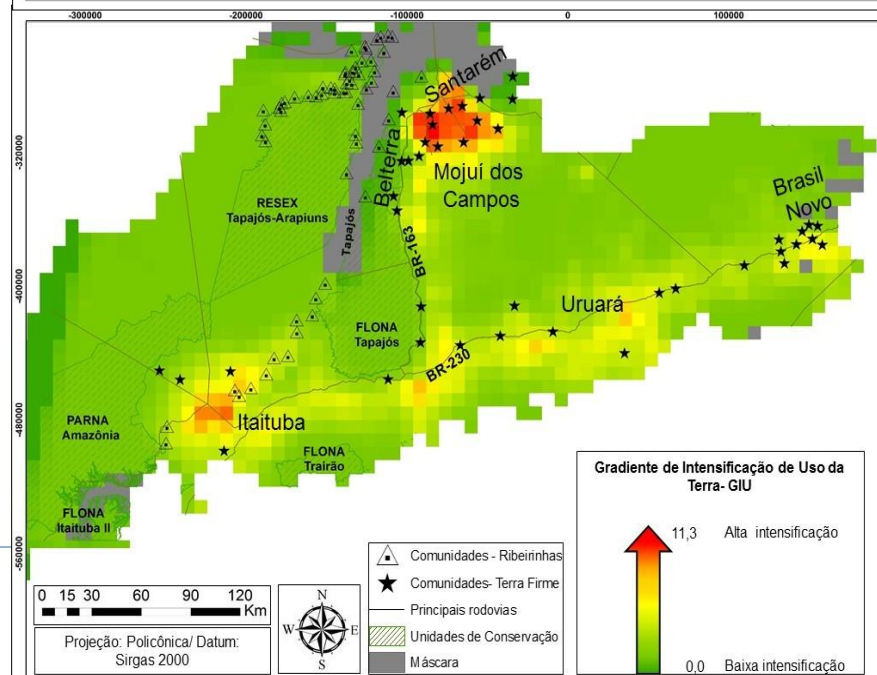 -300000 -200000 -100000 0 100000
-320000
-400000
-480000
-560000
Santarém
Belterra
Mojuí dos
Campos
Brasil
Novo
RESEX
Tapajós-Arapiuns
Tapajós
BR-163
Uruará
FLONA
Tapajós
BR-230
Itaituba
PARNA
Amazônia
FLONA
Trairão
FLONA
Itaituba II
Gradiente de Intensificação de Uso da
Terra- GIU
11,3 Alta intensificação
0,0 Baixa intensificação
Comunidades - Ribeirinhas
Comunidades- Terra Firme
Principais rodovias
Unidades de Conservação
Máscara
0 15 30 60 90 120
Km
Projeção: Policônica/ Datum:
Sirgas 2000
N
W E
S